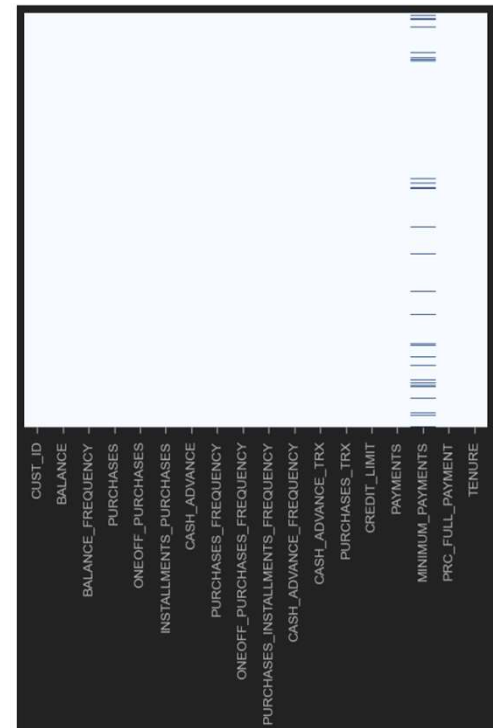 CUST_ID
BALANCE
BALANCE_FREQUENCY
PURCHASES
ONEOFF_PURCHASES
INSTALLMENTS_PURCHASES
CASH_ADVANCE
PURCHASES_FREQUENCY
ONEOFF_PURCHASES_FREQUENCY
PURCHASES_INSTALLMENTS_FREQUENCY
CASH_ADVANCE_FREQUENCY
CASH_ADVANCE_TRX
PURCHASES_TRX
CREDIT_LIMIT
PAYMENTS
MINIMUM_PAYMENTS
PRC_FULL_PAYMENT
TENURE